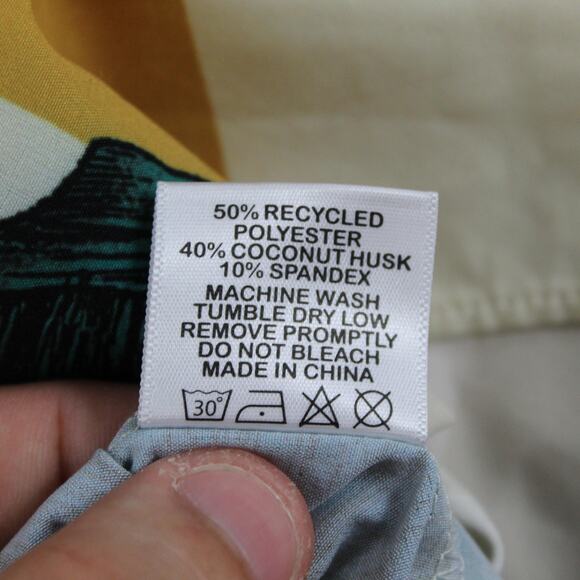 50% RECYCLED
POLYESTER
40% COCONUT HUSK
10% SPANDEX
MACHINE WASH
TUMBLE DRY LOW
REMOVE PROMPTLY
DO NOT BLEACH
MADE IN CHINA
30°